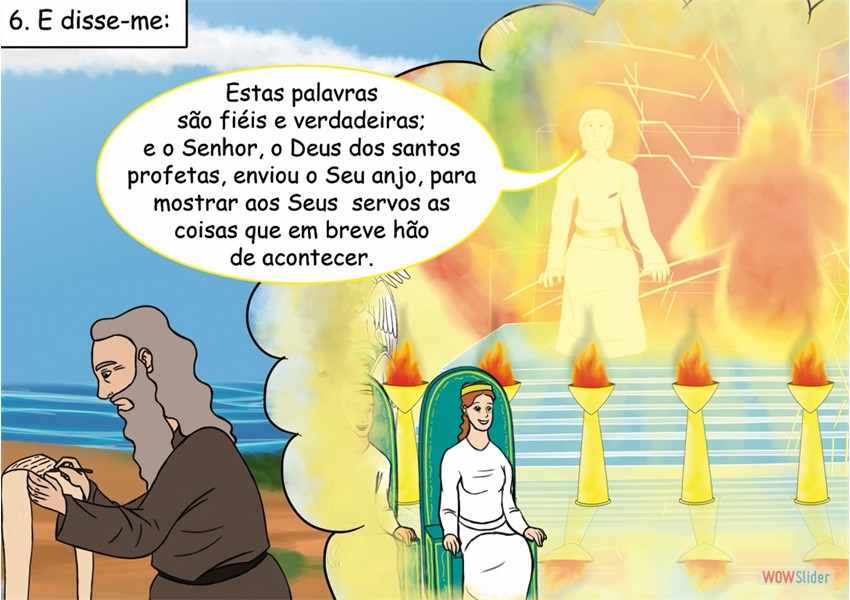 6. E disse-me:
Estas palavras
são fiéis e verdadeiras;
e o Senhor, o Deus dos santos
profetas, enviou o Seu anjo, para
mostrar aos Seus servos as
coisas que em breve hão
de acontecer.
WOWSlider